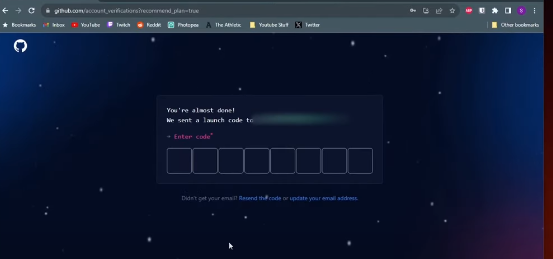 github.com/account_verifications?recommend_plan=true
Bookmarks Inbox YouTube Twitch Reddit Photopea The Athletic Youtube Stuff Twitter Other bookmarks
You're almost done!
We sent a launch code to
→ Enter code*
Didn't get your email? Resend the code or update your email address.